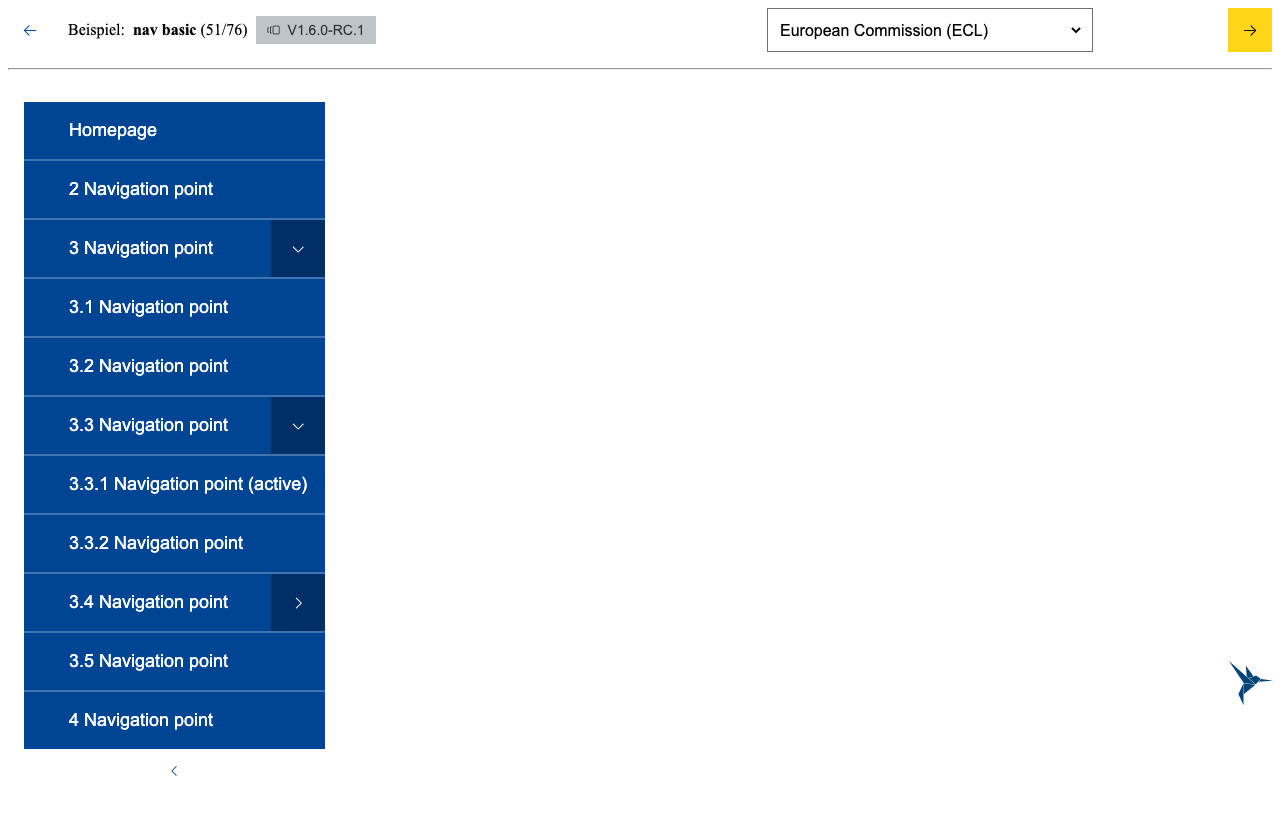 Beispiel: nav basic (51/76) V1.6.0-RC.1 European Commission (ECL)
Homepage
2 Navigation point
3 Navigation point
3.1 Navigation point
3.2 Navigation point
3.3 Navigation point
3.3.1 Navigation point (active)
3.3.2 Navigation point
3.4 Navigation point
3.5 Navigation point
4 Navigation point